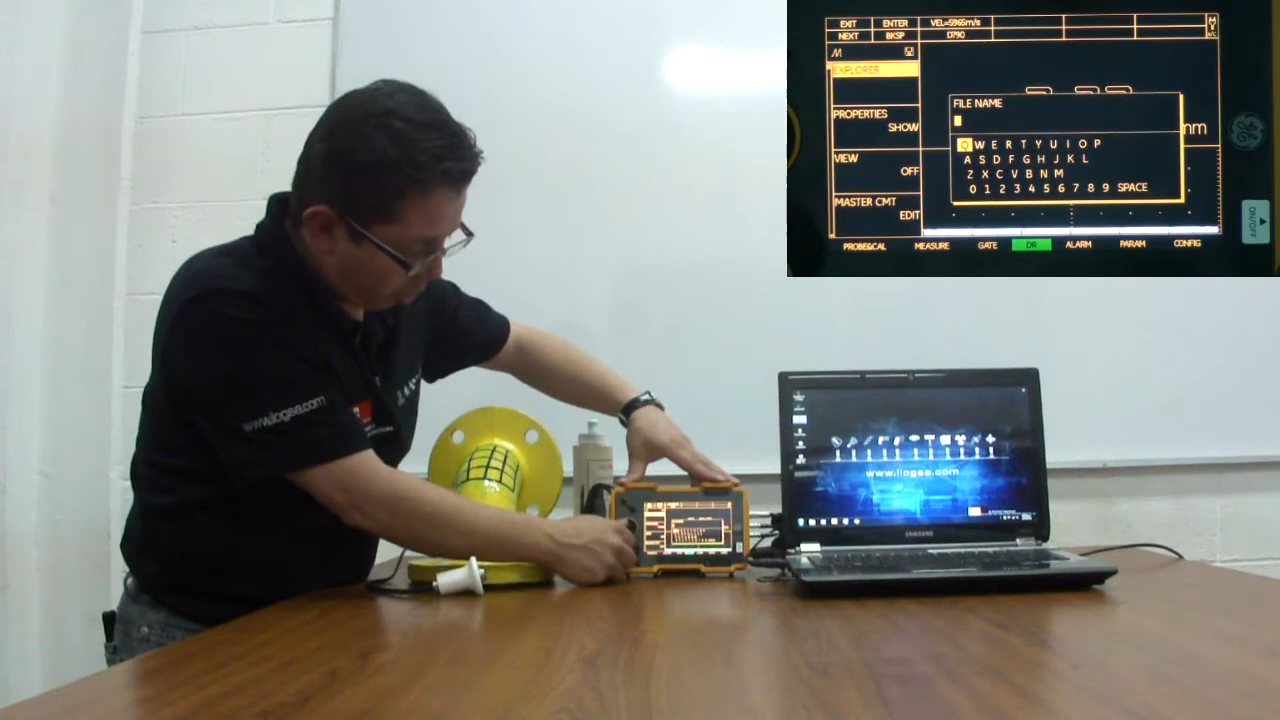 EXIT ENTER VEL=5965m/s
NEXT BKSP D790
EXPLORER
FILE NAME
PROPERTIES
SHOW
mm
Q W E R T Y U I O P
VIEW
A S D F G H J K L
OFF
Z X C V B N M
0 1 2 3 4 5 6 7 8 9 SPACE
MASTER CMT
EDIT
PROBE&CAL MEASURE GATE DR ALARM PARAM CONFIG
ON/OFF
www.llogsa.com
www.llogsa.com
SAMSUNG